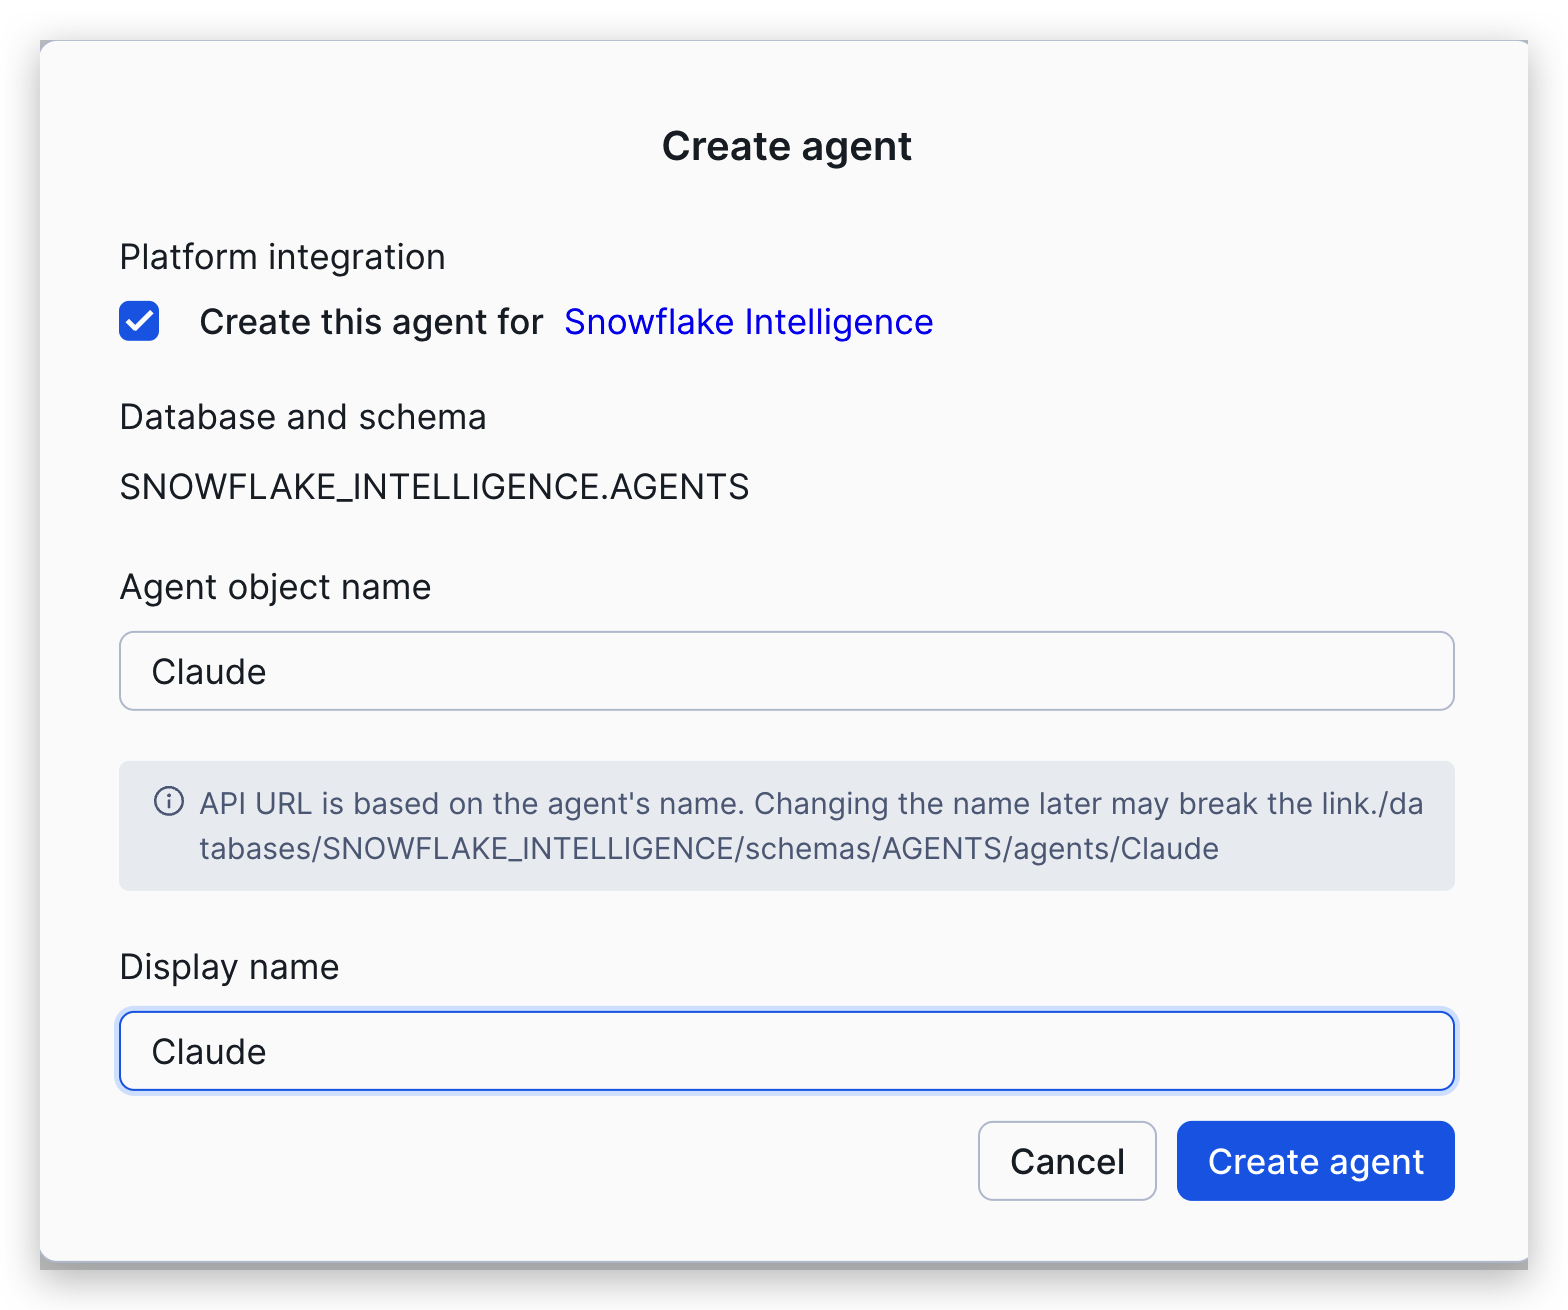 Create agent
Platform integration
Create this agent for Snowflake Intelligence
Database and schema
SNOWFLAKE_INTELLIGENCE.AGENTS
Agent object name
Claude
API URL is based on the agent's name. Changing the name later may break the link./da
tabases/SNOWFLAKE_INTELLIGENCE/schemas/AGENTS/agents/Claude
Display name
Claude
Cancel Create agent